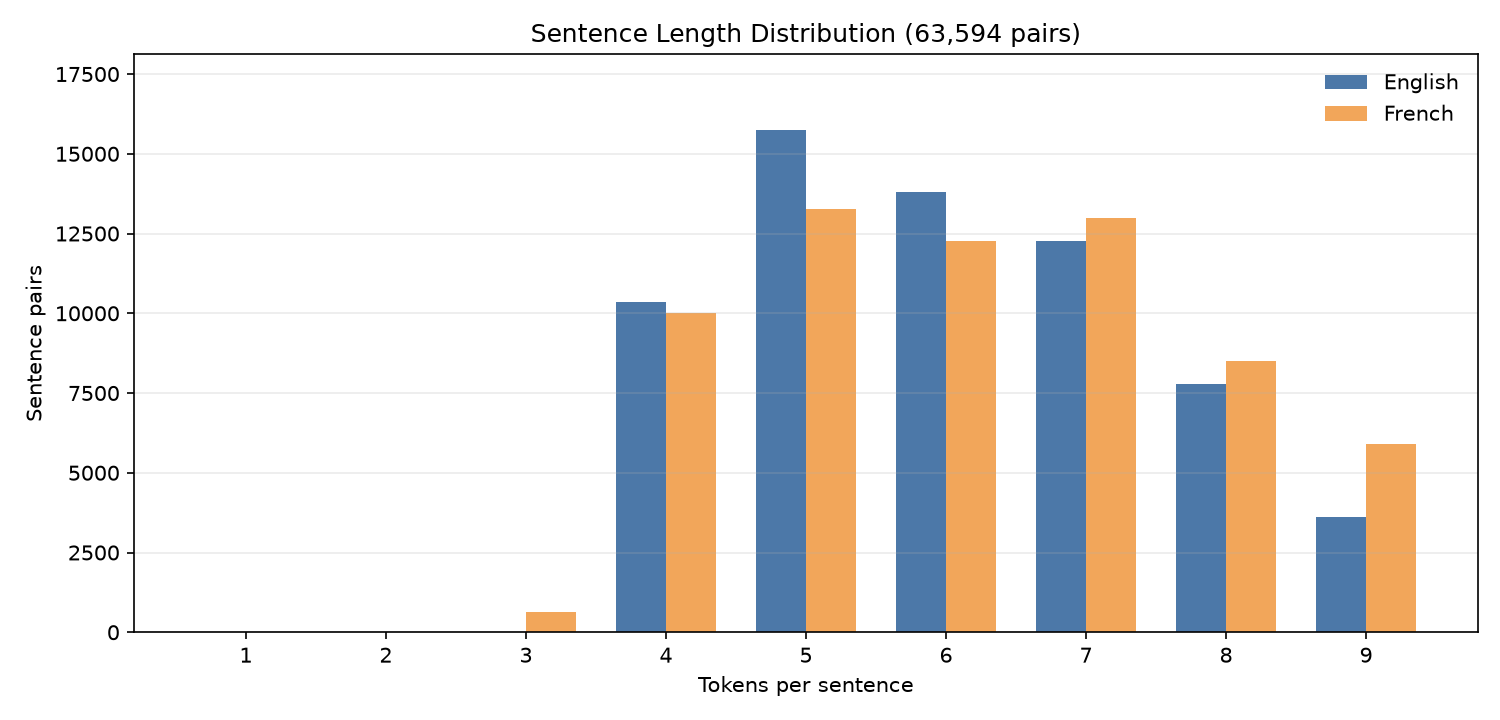 Sentence Length Distribution (63,594 pairs)
English
French
Sentence pairs
17500
15000
12500
10000
7500
5000
2500
0
1 2 3 4 5 6 7 8 9
Tokens per sentence